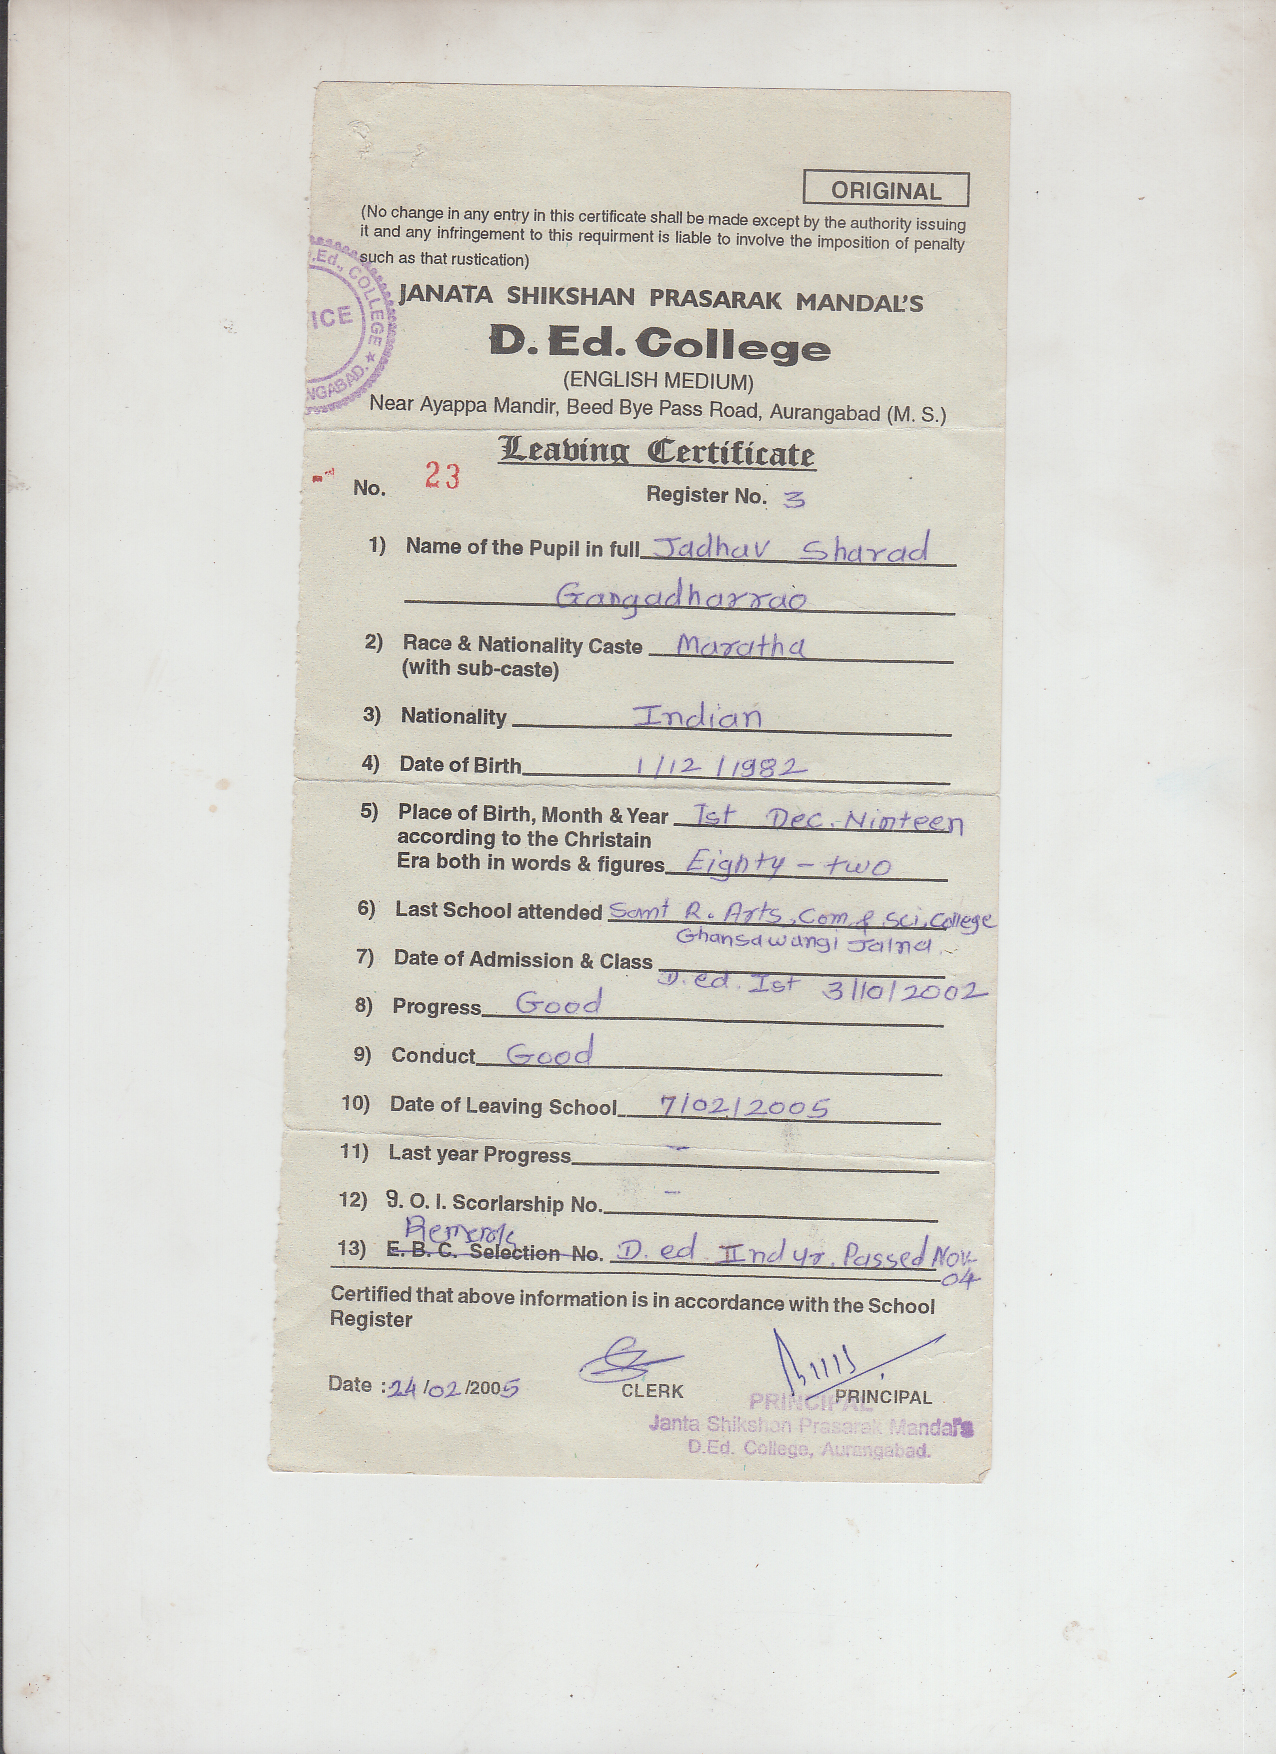 ORIGINAL
(No change in any entry in this certificate shall be made except by the authority issuing
it and any infringement to this requirment is liable to involve the imposition of penalty
such as that rustication)
.Ed., COLLEGE ★
ICE
NGABAD.
JANATA SHIKSHAN PRASARAK MANDAL'S
D. Ed. College
(ENGLISH MEDIUM)
Near Ayappa Mandir, Beed Bye Pass Road, Aurangabad (M. S.)
Leaving Certificate
No. 23 Register No. 3
1) Name of the Pupil in full Jadhav Sharad
Gangadharrao
2) Race & Nationality Caste Maratha
(with sub-caste)
3) Nationality Indian
4) Date of Birth 1/12/1982
5) Place of Birth, Month & Year Ist Dec. Ninteen
according to the Christain
Era both in words & figures Eighty - two
6) Last School attended Samt R. Arts, Com. & Sci, College
Ghansawangi Jalna.
7) Date of Admission & Class
D.ed. Ist 3/10/2002
8) Progress Good
9) Conduct Good
10) Date of Leaving School 7/02/2005
11) Last year Progress -
12) G. O. I. Scorlarship No. -
13) E. B. C. Selection No. D. ed IInd yr. Passed Nov-
04
Certified that above information is in accordance with the School
Register
Date : 24/02/2005 CLERK PRINCIPAL
PRINCIPAL
Janta Shikshan Prasarak Mandal's
D.Ed. College, Aurangabad.